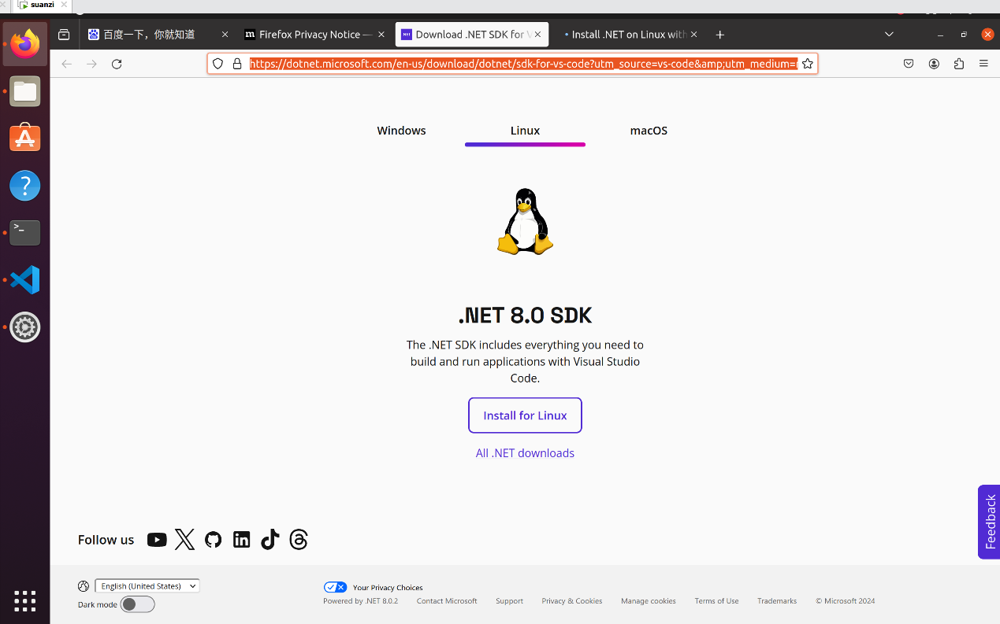 suanzi
百度一下，你就知道
m Firefox Privacy Notice —
NET Download .NET SDK for V
Install .NET on Linux with
https://dotnet.microsoft.com/en-us/download/dotnet/sdk-for-vs-code?utm_source=vs-code&amp;utm_medium=
Windows
Linux
macOS
.NET 8.0 SDK
The .NET SDK includes everything you need to
build and run applications with Visual Studio
Code.
Install for Linux
All .NET downloads
Feedback
Follow us
English (United States)
Your Privacy Choices
Dark mode
Powered by .NET 8.0.2
Contact Microsoft
Support
Privacy & Cookies
Manage cookies
Terms of Use
Trademarks
© Microsoft 2024